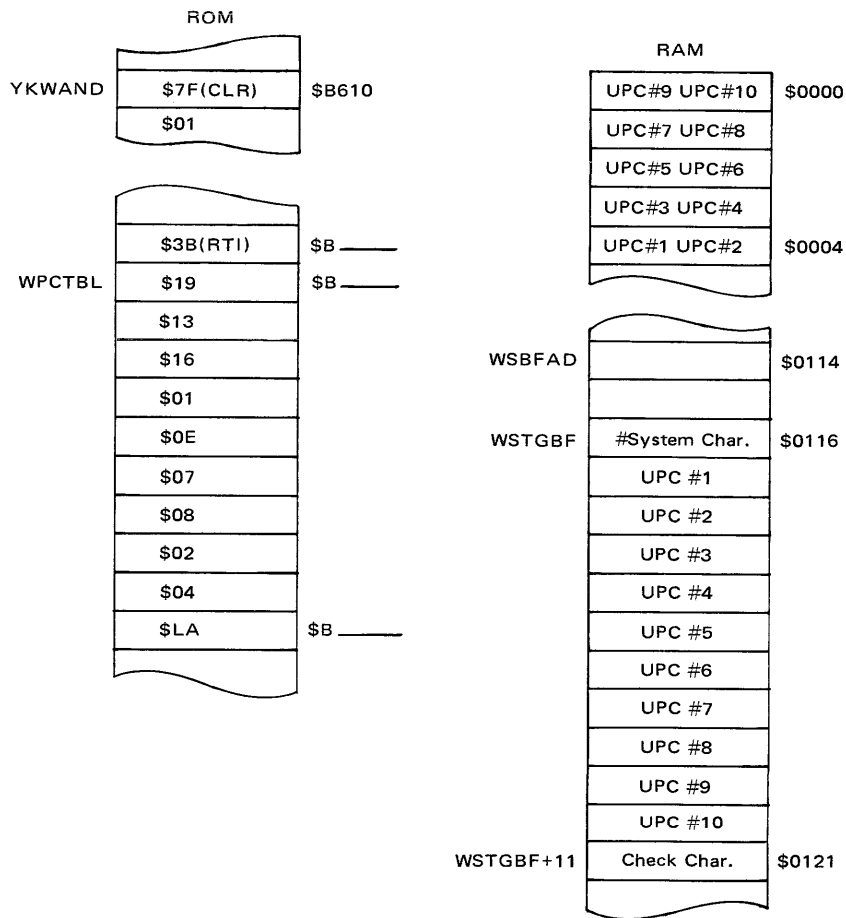 ROM
YKWAND $7F(CLR) $B610
$01
$3B(RTI) $B
WPCTBL $19 $B
$13
$16
$01
$0E
$07
$08
$02
$04
$LA $B
RAM
UPC#9 UPC#10 $0000
UPC#7 UPC#8
UPC#5 UPC#6
UPC#3 UPC#4
UPC#1 UPC#2 $0004
WSBFAD $0114
WSTGBF #System Char. $0116
UPC #1
UPC #2
UPC #3
UPC #4
UPC #5
UPC #6
UPC #7
UPC #8
UPC #9
UPC #10
WSTGBF+11 Check Char. $0121